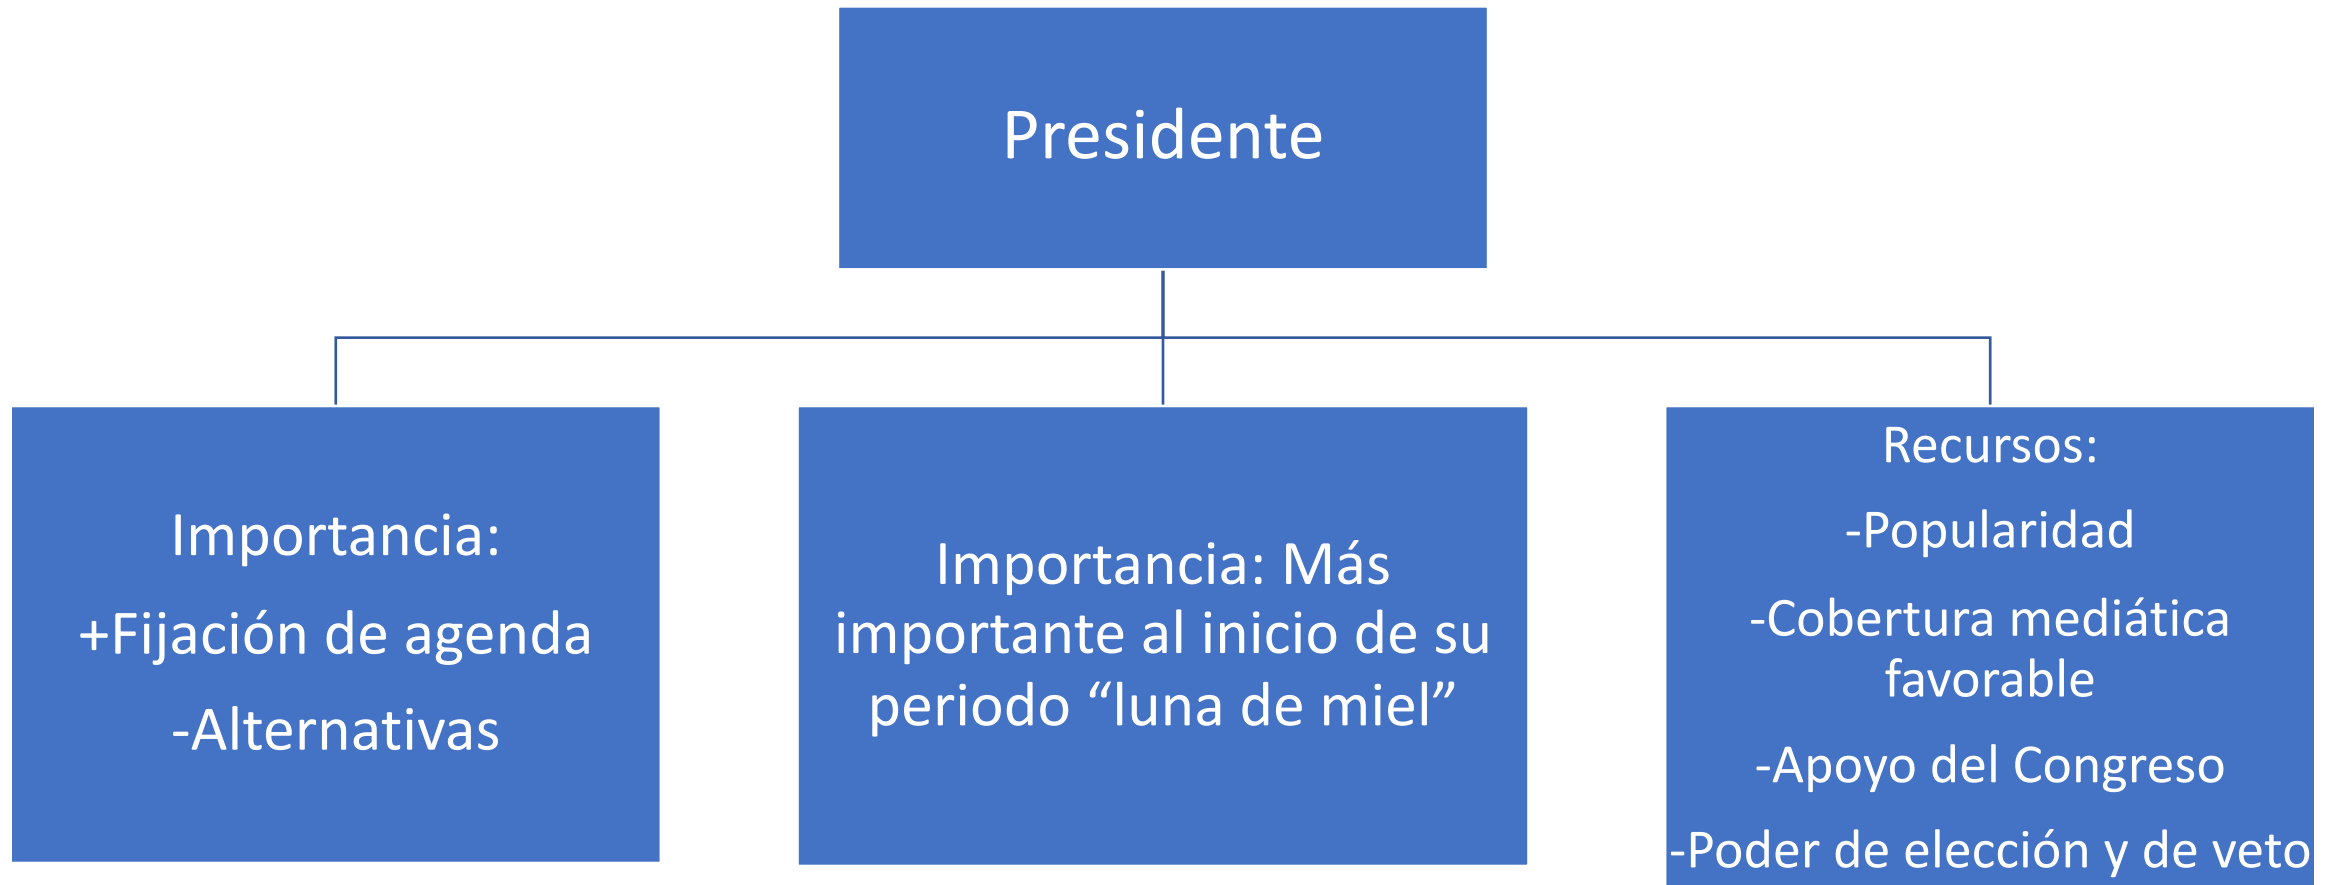 Presidente
Importancia:
+Fijación de agenda
-Alternativas
Importancia: Más
importante al inicio de su
periodo “luna de miel”
Recursos:
-Popularidad
-Cobertura mediática
favorable
-Apoyo del Congreso
-Poder de elección y de veto